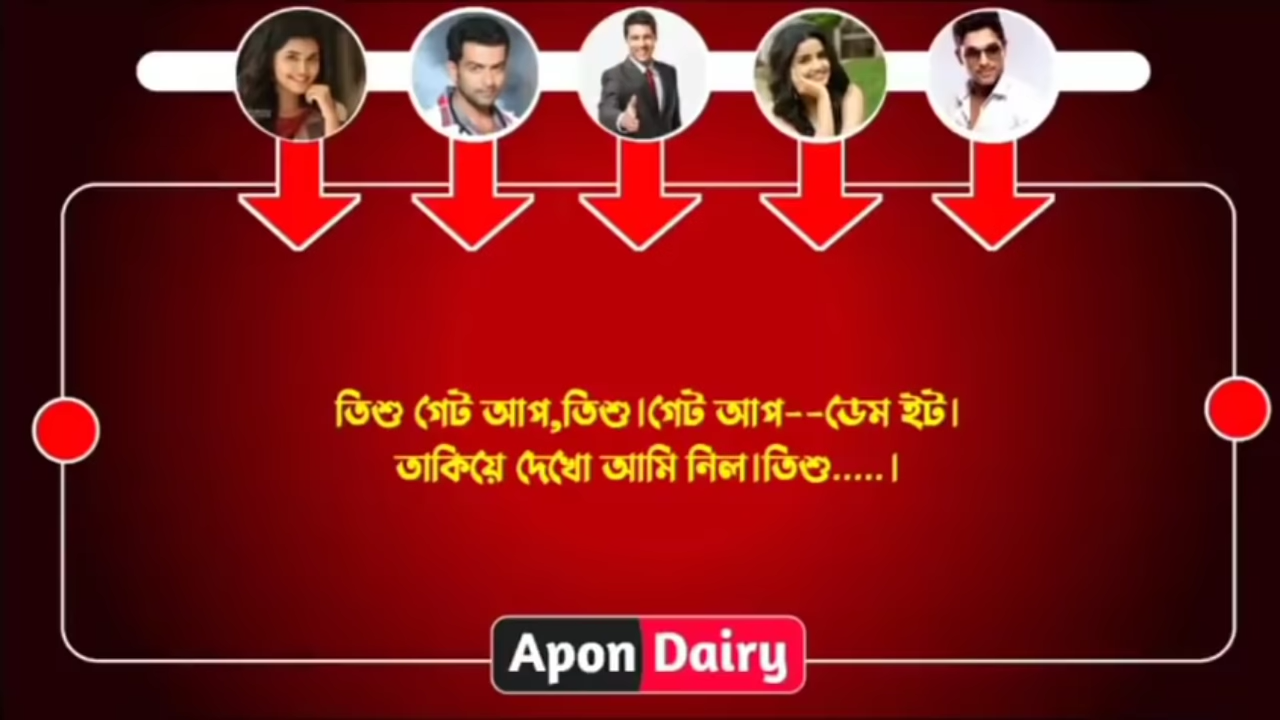 তিশু গেট আপ,তিশু।গেট আপ--ডেম ইট।
তাকিয়ে দেখো আমি নিল।তিশু.....।
Apon Dairy